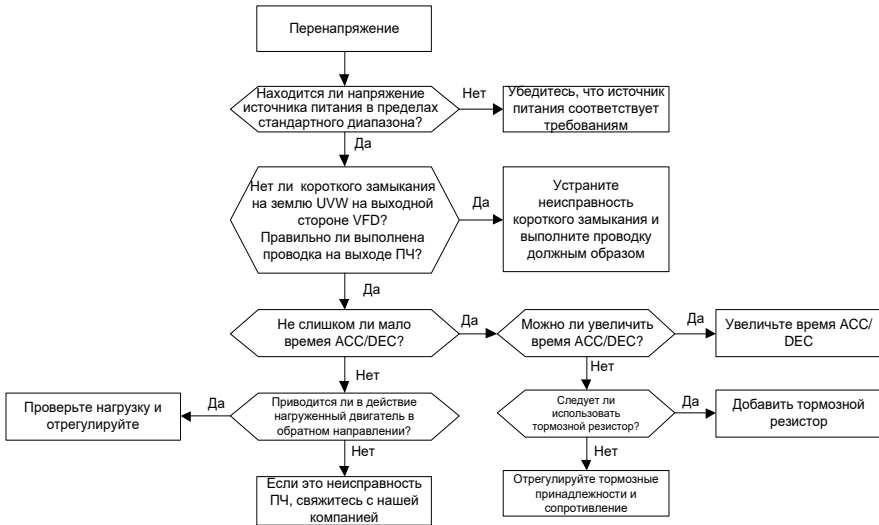 Перенапряжение
Находится ли напряжение
источника питания в пределах
стандартного диапазона?
Нет
Убедитесь, что источник
питания соответствует
требованиям
Да
Нет ли короткого замыкания
на землю UVW на выходной
стороне VFD?
Правильно ли выполнена
проводка на выходе ПЧ?
Да
Устраните
неисправность
короткого замыкания и
выполните проводку
должным образом
Да
Не слишком ли мало
времея ACC/DEC?
Да
Можно ли увеличить
время ACC/DEC?
Да
Увеличьте время ACC/
DEC
Нет
Нет
Проверьте нагрузку и
отрегулируйте
Да
Приводится ли в действие
нагруженный двигатель в
обратном направлении?
Следует ли
использовать
тормозной резистор?
Да
Добавить тормозной
резистор
Нет
Нет
Если это неисправность
ПЧ, свяжитесь с нашей
компанией
Отрегулируйте тормозные
принадлежности и
сопротивление